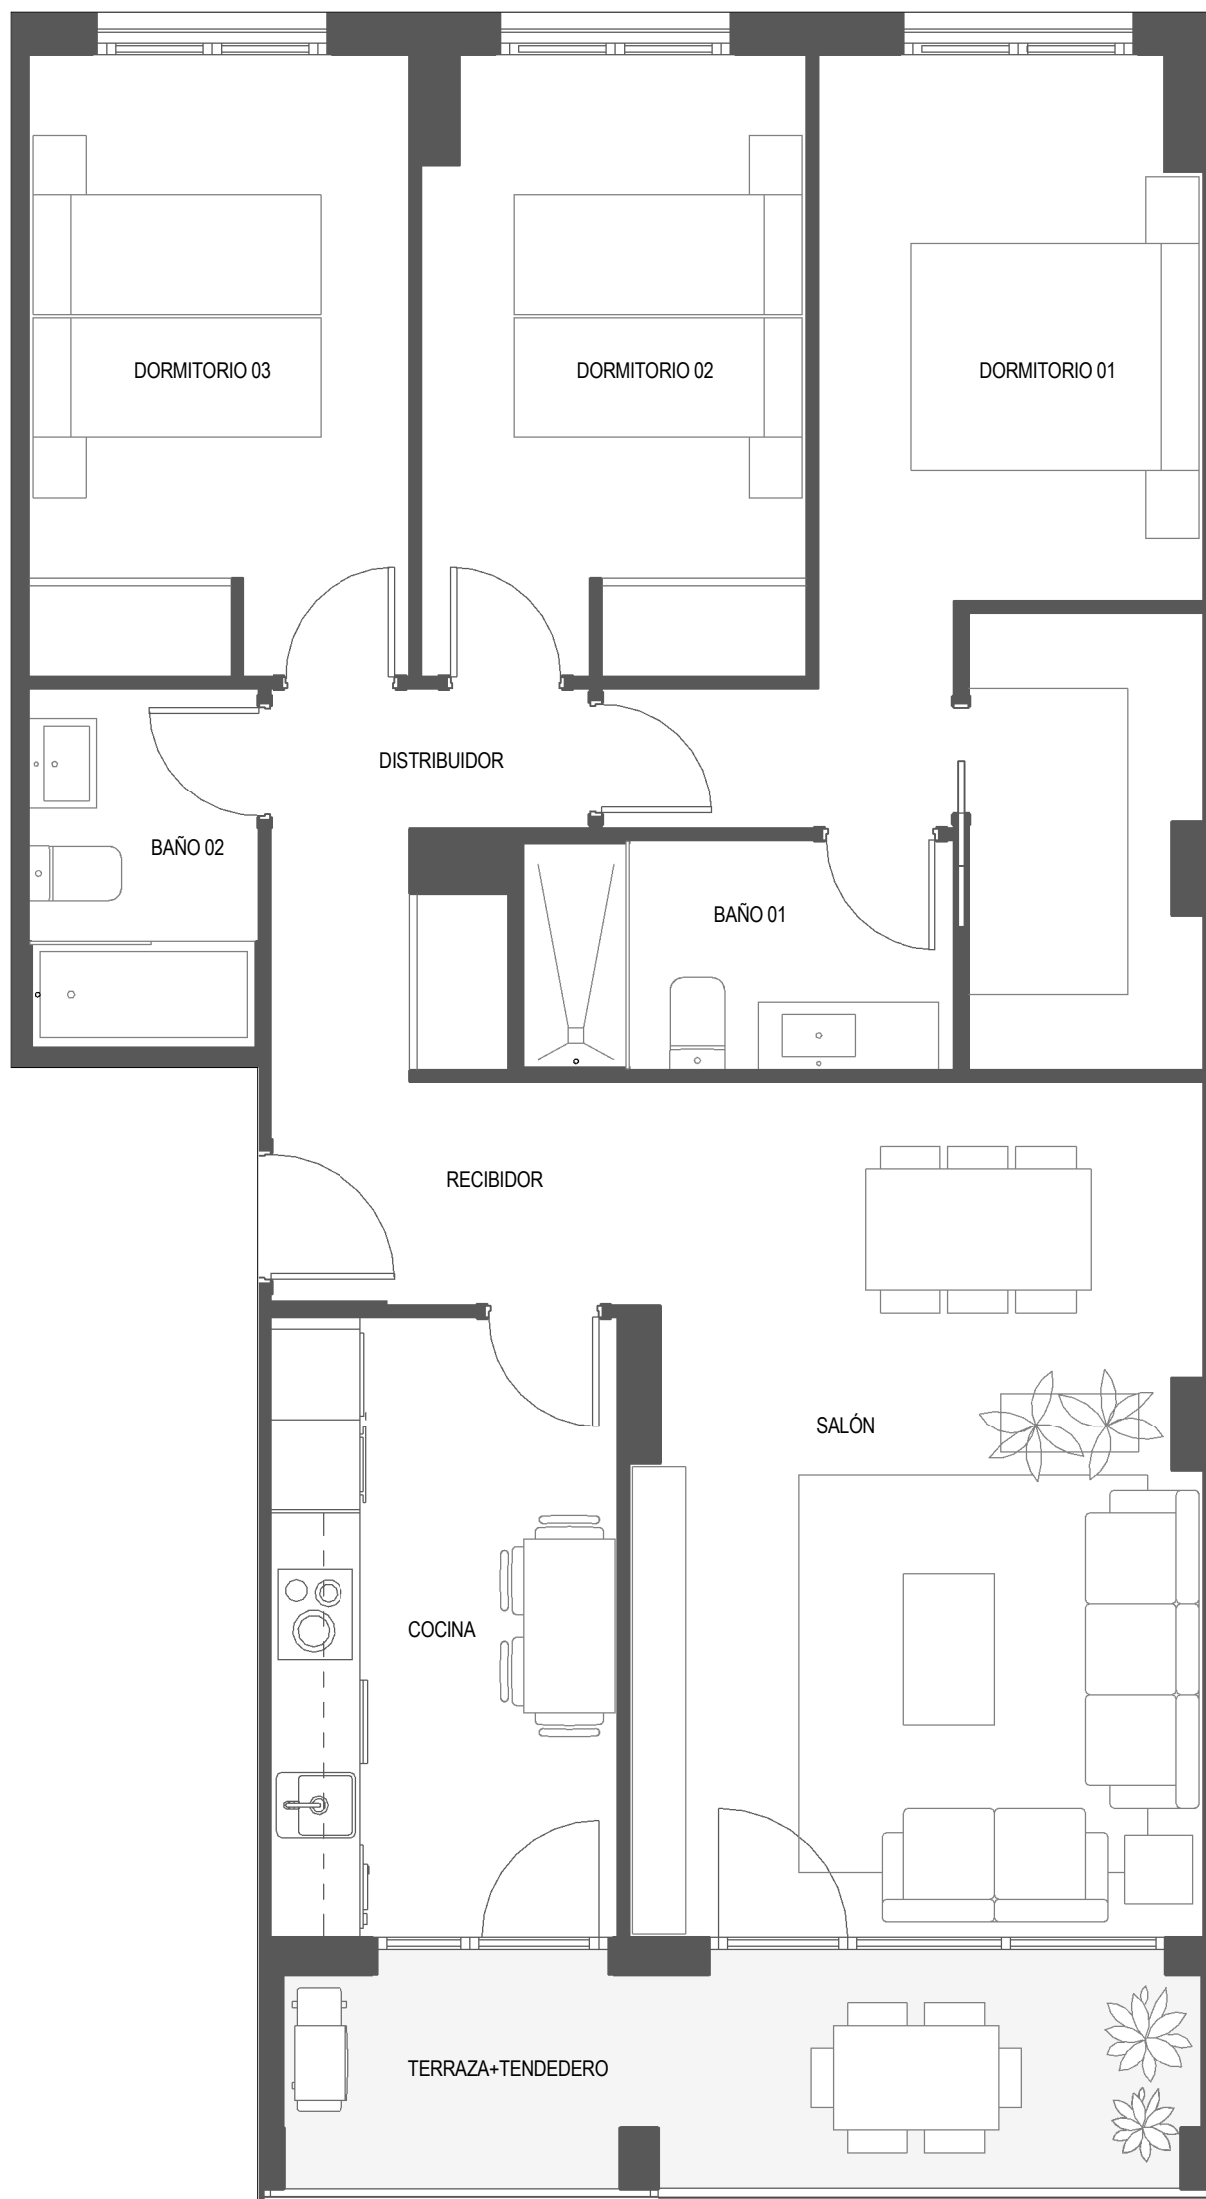 DORMITORIO 03
DORMITORIO 02
DORMITORIO 01
DISTRIBUIDOR
BAÑO 02
BAÑO 01
RECIBIDOR
SALÓN
COCINA
TERRAZA+TENDEDERO